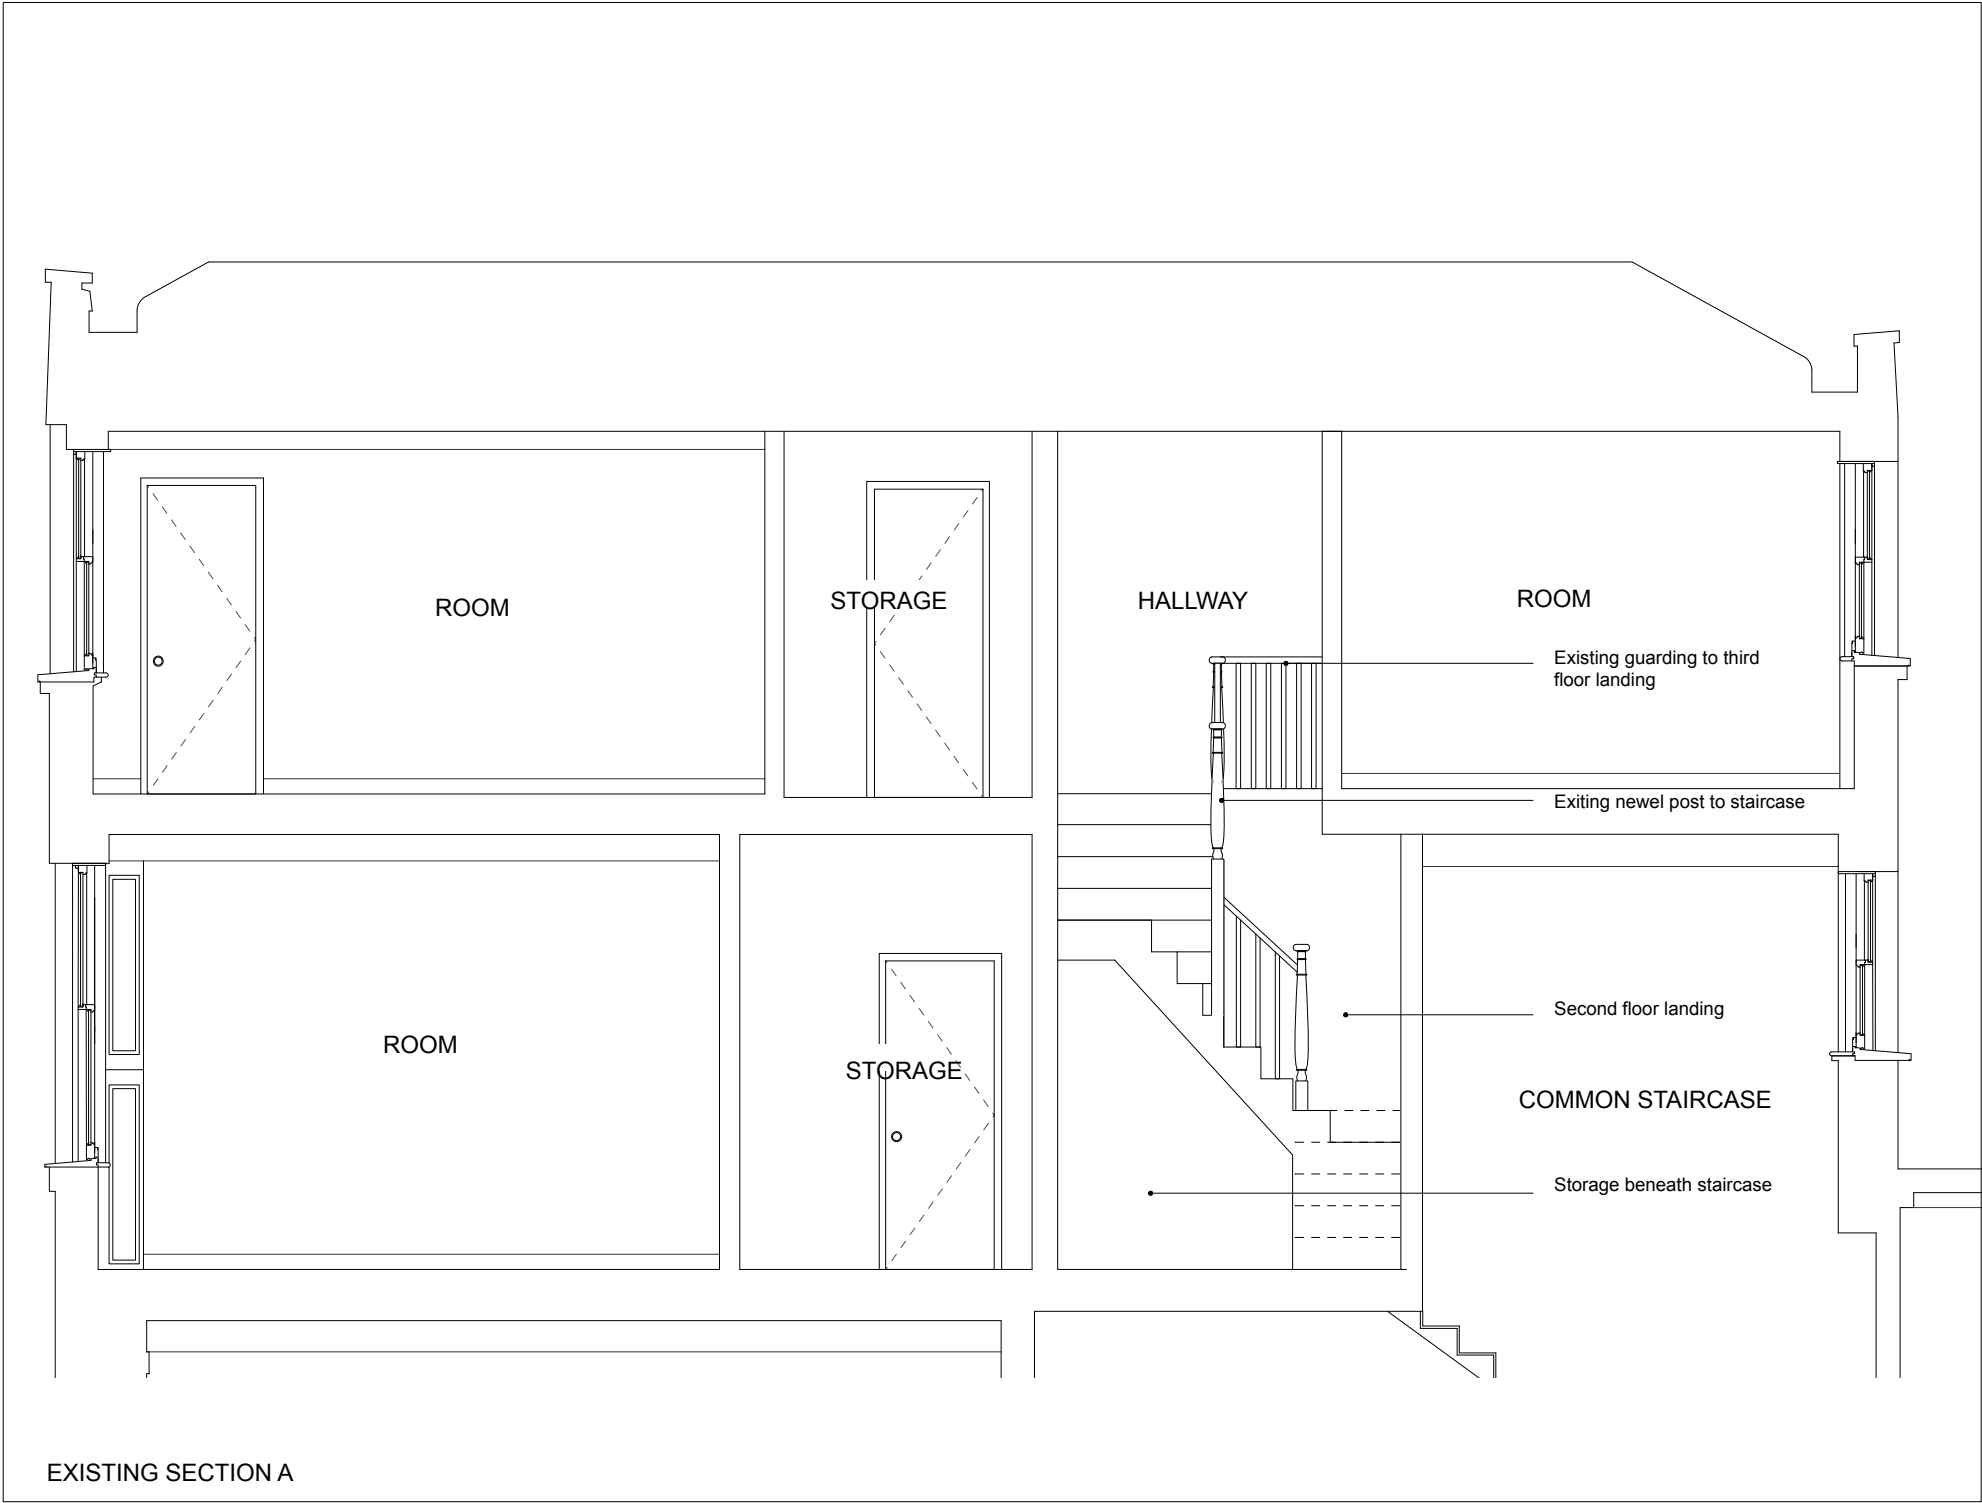 ROOM
STORAGE
HALLWAY
ROOM
Existing guarding to third
floor landing
Exiting newel post to staircase
ROOM
STORAGE
Second floor landing
COMMON STAIRCASE
Storage beneath staircase
EXISTING SECTION A